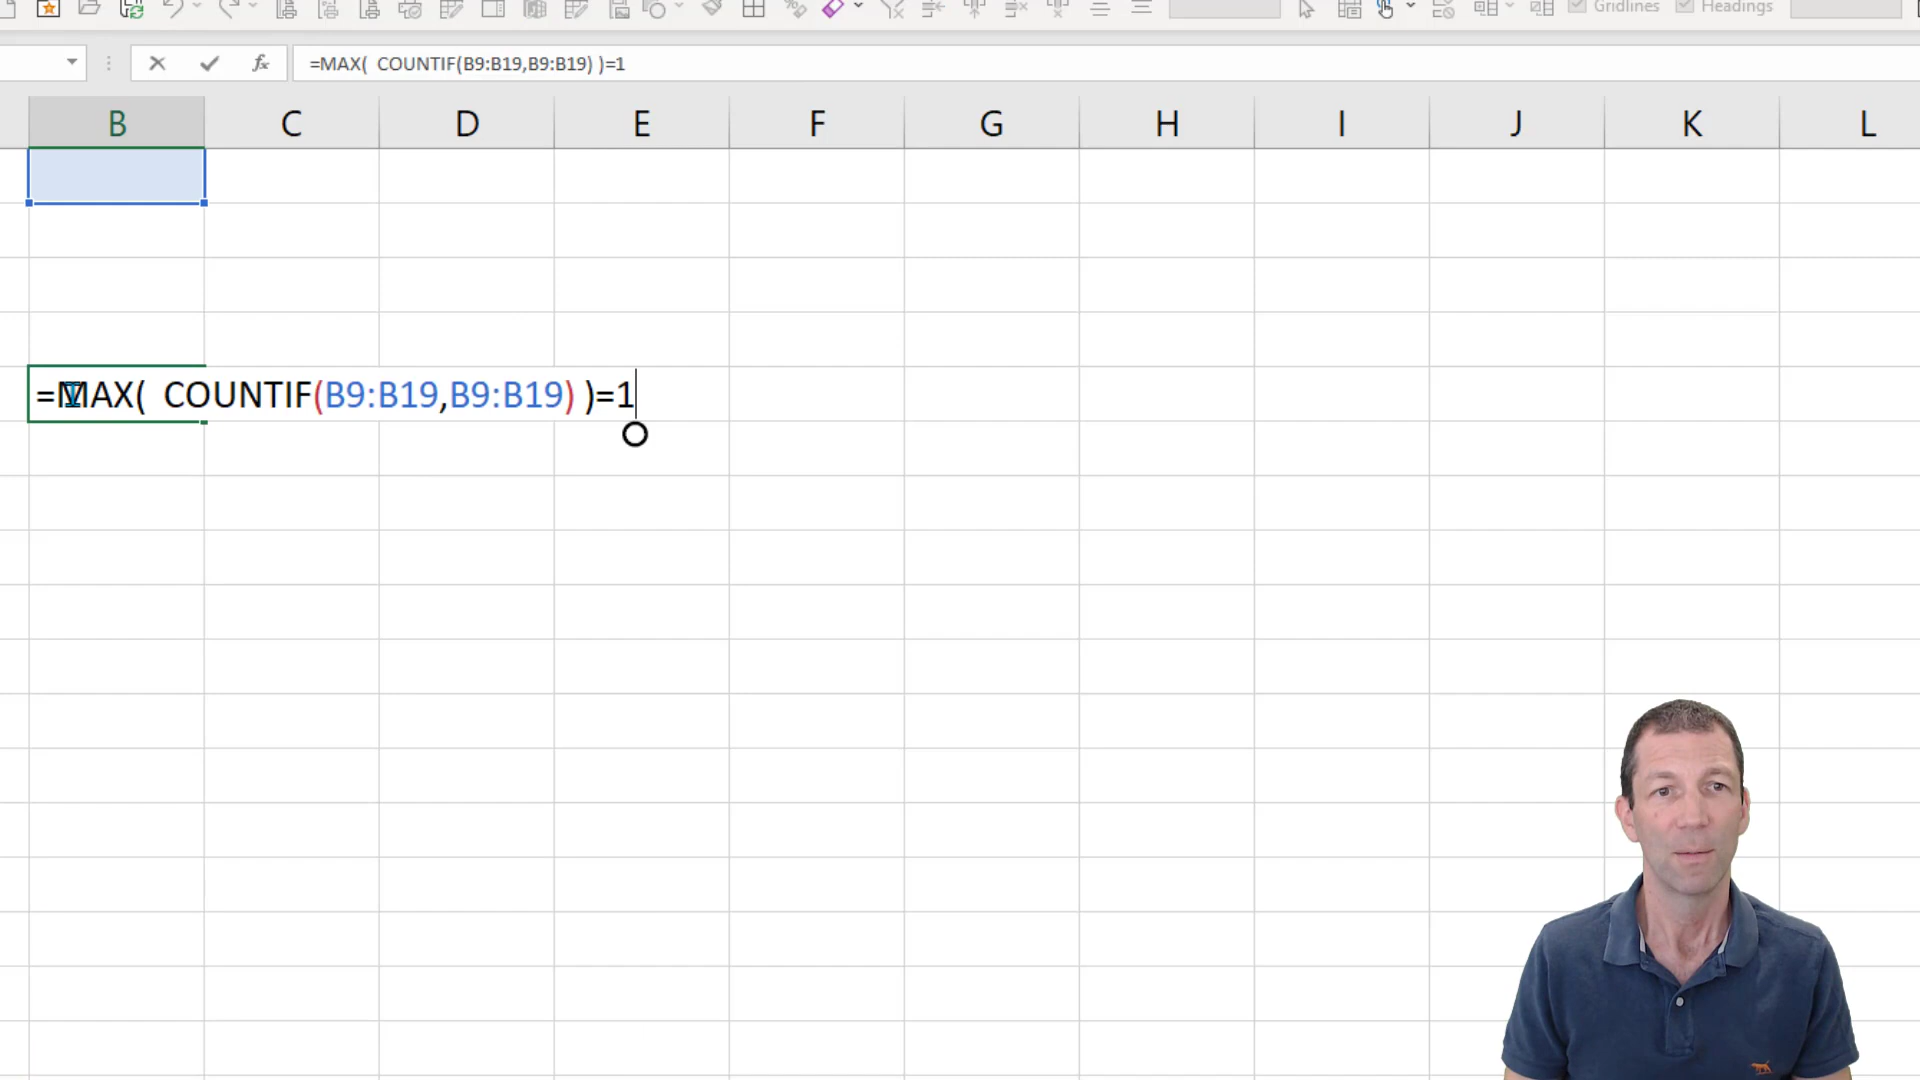 Gridlines Headings
=MAX(  COUNTIF(B9:B19,B9:B19) )=1
B C D E F G H I J K L
=MAX(  COUNTIF(B9:B19,B9:B19) )=1